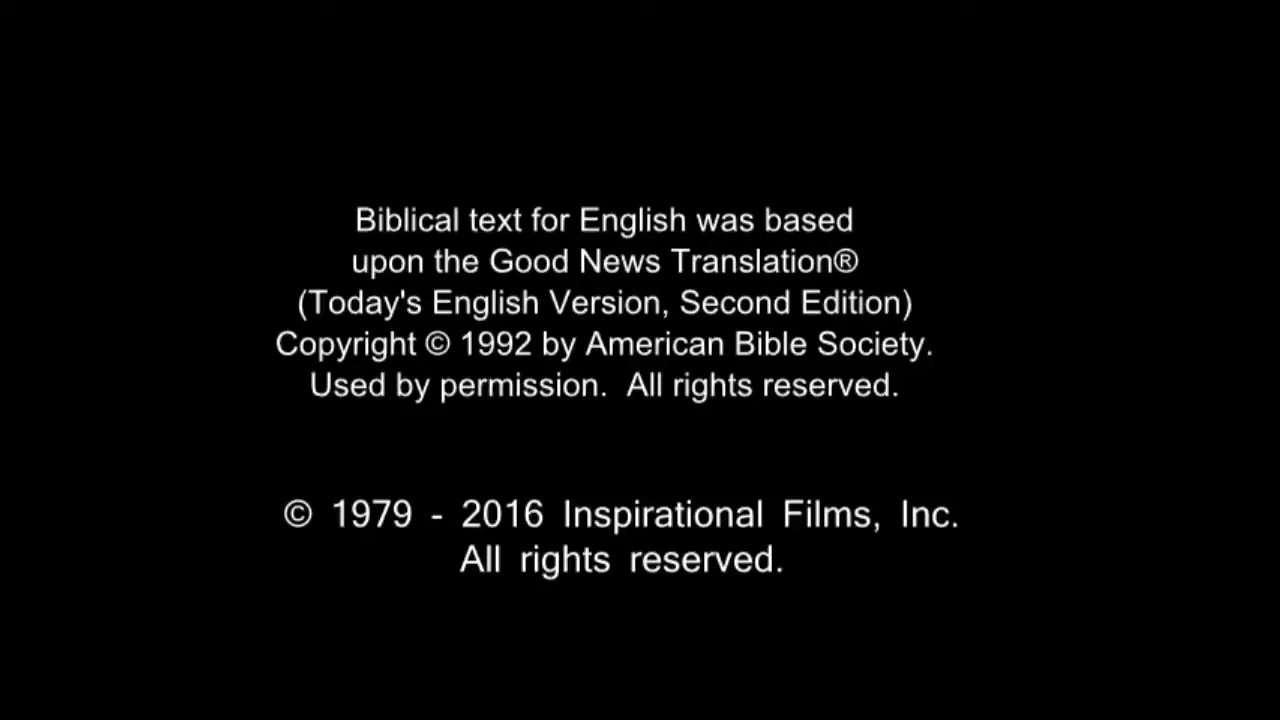 Biblical text for English was based
upon the Good News Translation®
(Today's English Version, Second Edition)
Copyright © 1992 by American Bible Society.
Used by permission.  All rights reserved.
© 1979 - 2016 Inspirational Films, Inc.
All rights reserved.